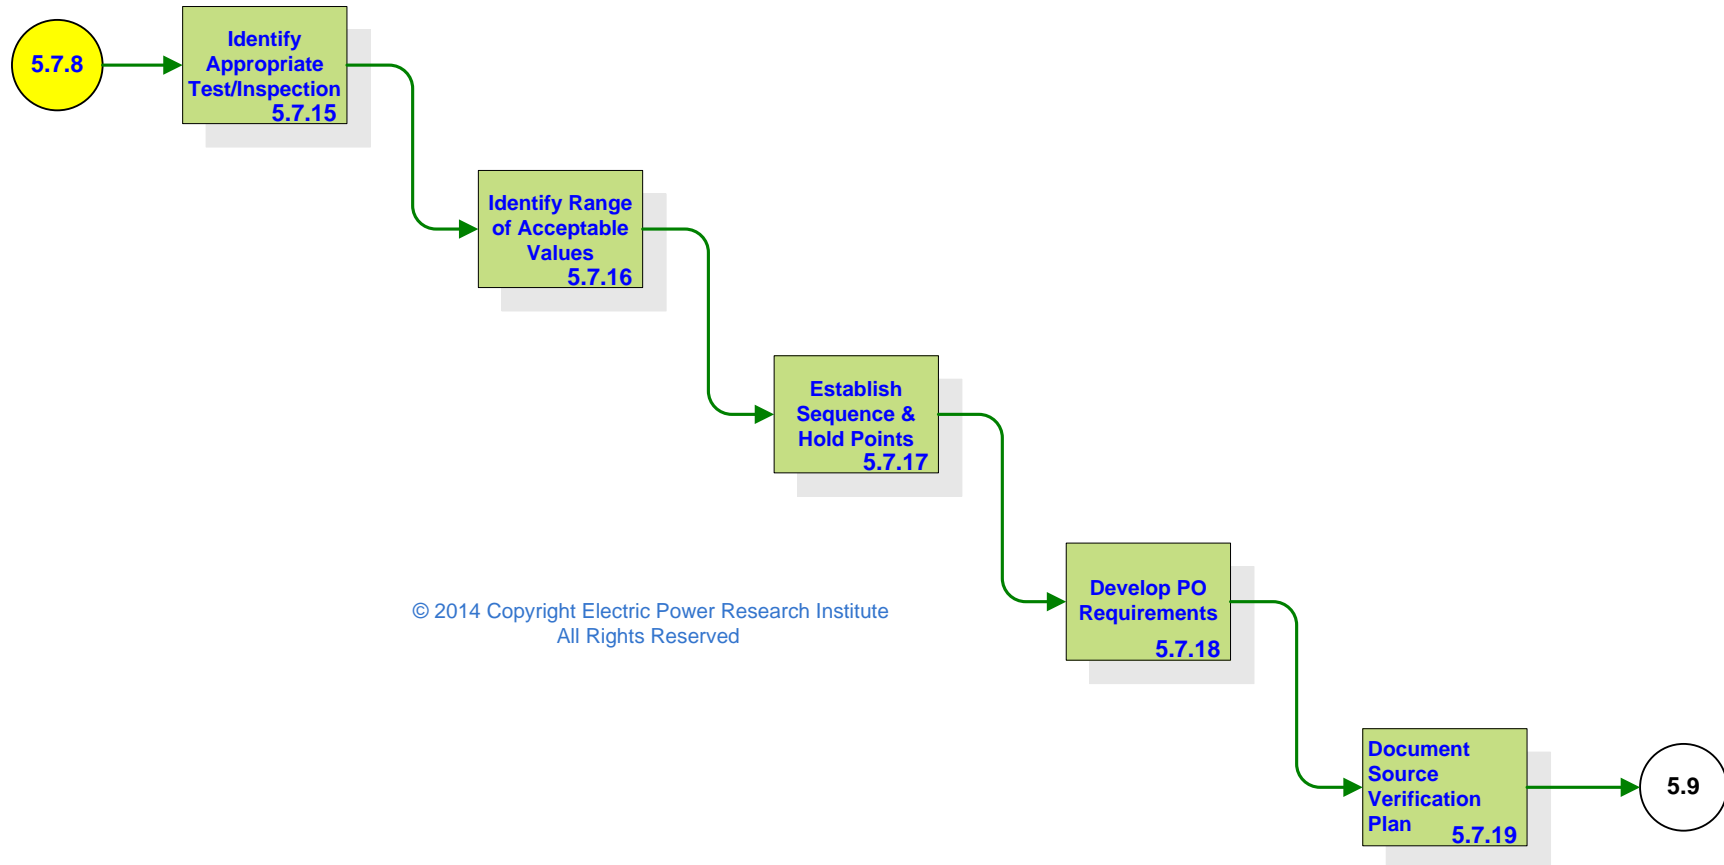 5.7.8
Identify
Appropriate
Test/Inspection
5.7.15
Identify Range
of Acceptable
Values
5.7.16
Establish
Sequence &
Hold Points
5.7.17
© 2014 Copyright Electric Power Research Institute
All Rights Reserved
Develop PO
Requirements
5.7.18
Document
Source
Verification
Plan
5.7.19
5.9